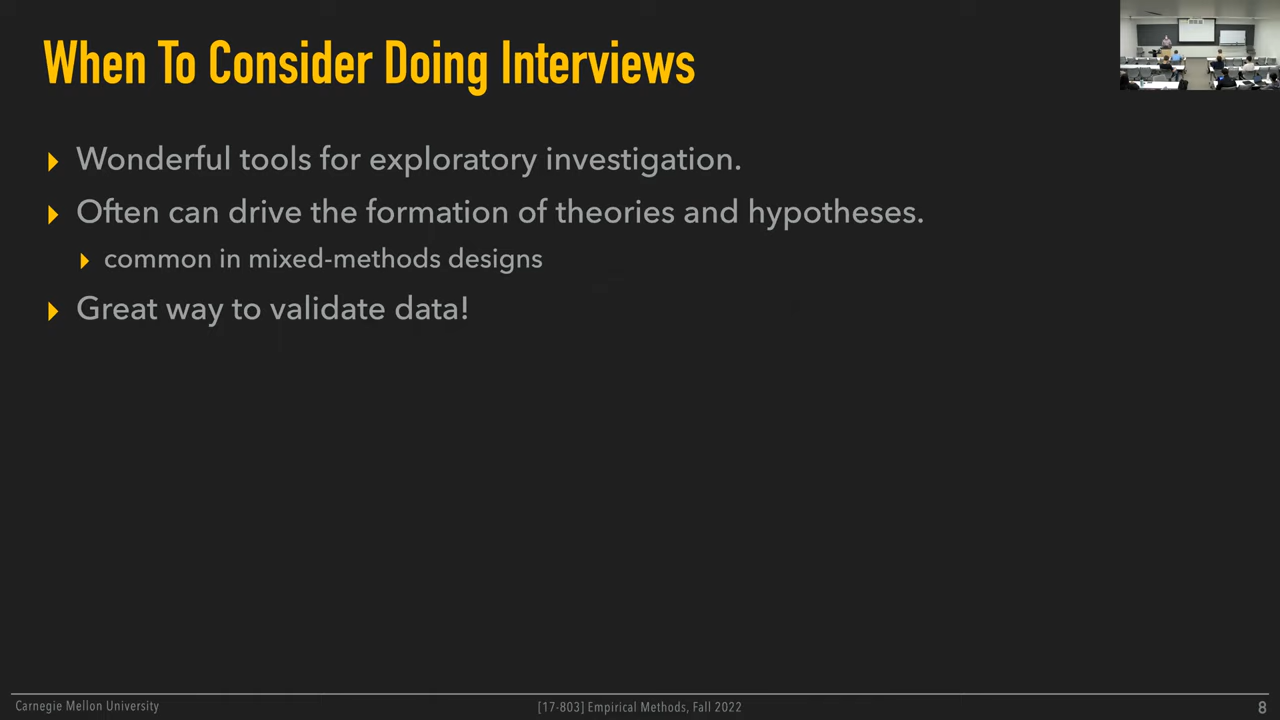 When To Consider Doing Interviews
Wonderful tools for exploratory investigation.
Often can drive the formation of theories and hypotheses.
common in mixed-methods designs
Great way to validate data!
Carnegie Mellon University
[17-803] Empirical Methods, Fall 2022
8